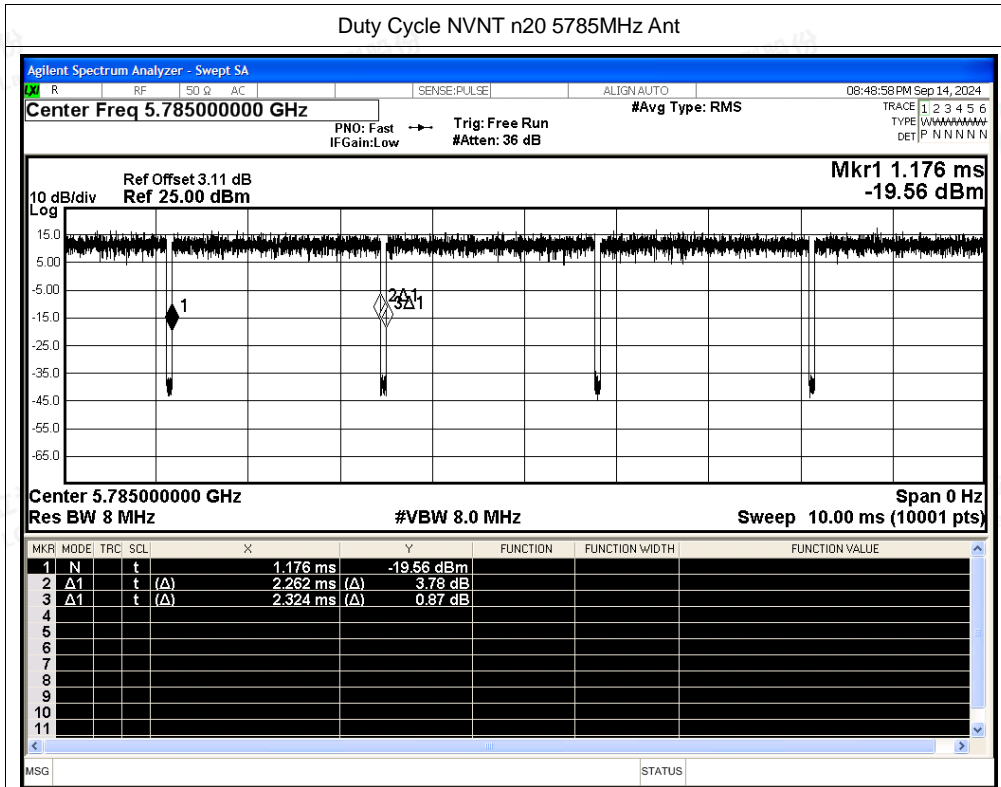 Duty Cycle NVNT n20 5785MHz Ant
Agilent Spectrum Analyzer - Swept SA
LXI R RF 50 Ω AC SENSE:PULSE ALIGN AUTO 08:48:58 PM Sep 14, 2024
Center Freq 5.785000000 GHz #Avg Type: RMS TRACE 1 2 3 4 5 6
PNO: Fast Trig: Free Run TYPE WWWWWW
IFGain:Low #Atten: 36 dB DET P N N N N N
Mkr1 1.176 ms
Ref Offset 3.11 dB
10 dB/div Ref 25.00 dBm -19.56 dBm
Log
15.0
5.00
-5.00
2Δ1
1 3Δ1
-15.0
-25.0
-35.0
-45.0
-55.0
-65.0
Center 5.785000000 GHz Span 0 Hz
Res BW 8 MHz #VBW 8.0 MHz Sweep 10.00 ms (10001 pts)
MKR MODE TRC SCL X Y FUNCTION FUNCTION WIDTH FUNCTION VALUE
1 N t 1.176 ms -19.56 dBm
2 Δ1 t (Δ) 2.262 ms (Δ) 3.78 dB
3 Δ1 t (Δ) 2.324 ms (Δ) 0.87 dB
4
5
6
7
8
9
10
11
MSG STATUS